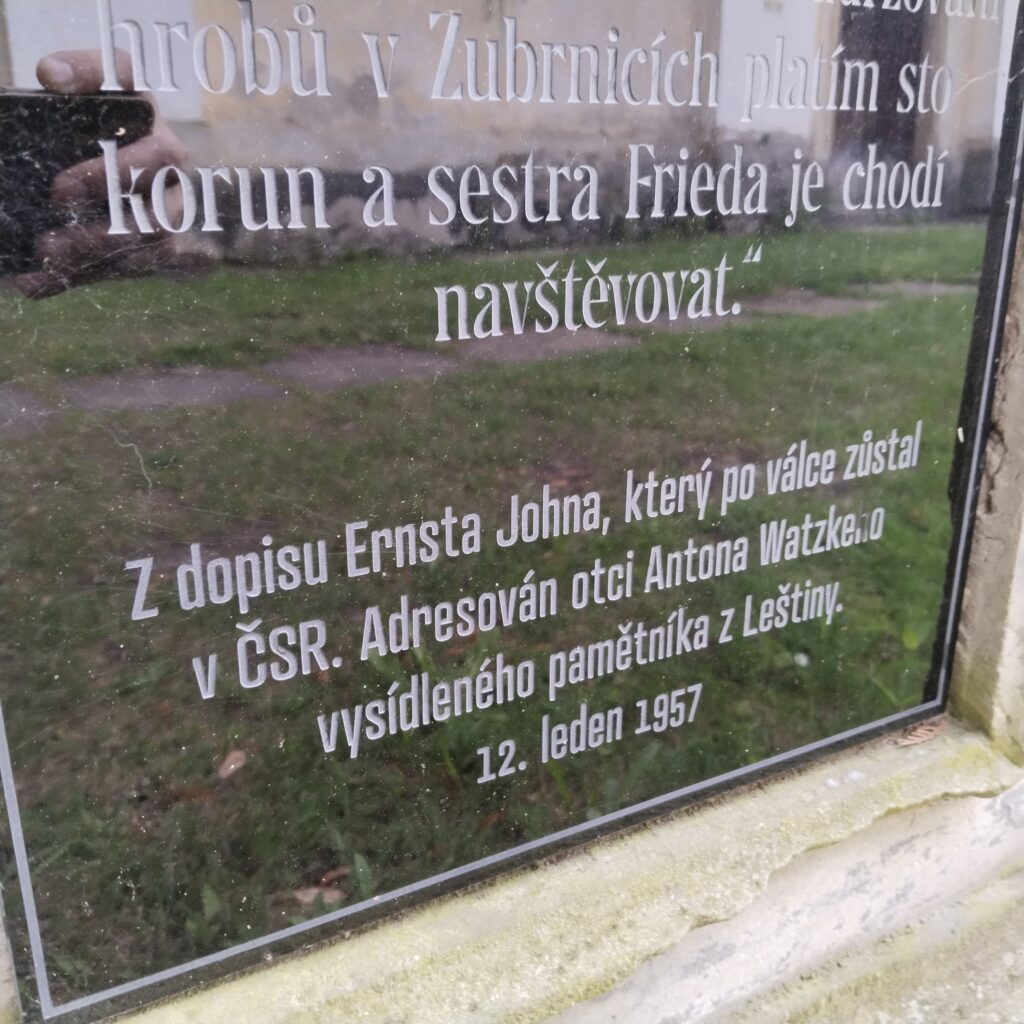 hrobů v Zubrnicích platím sto
korun a sestra Frieda je chodí
navštěvovat.“
Z dopisu Ernsta Johna, který po válce zůstal
v ČSR. Adresován otci Antona Watzkeho
vysídleného pamětníka z Leštiny.
12. leden 1957